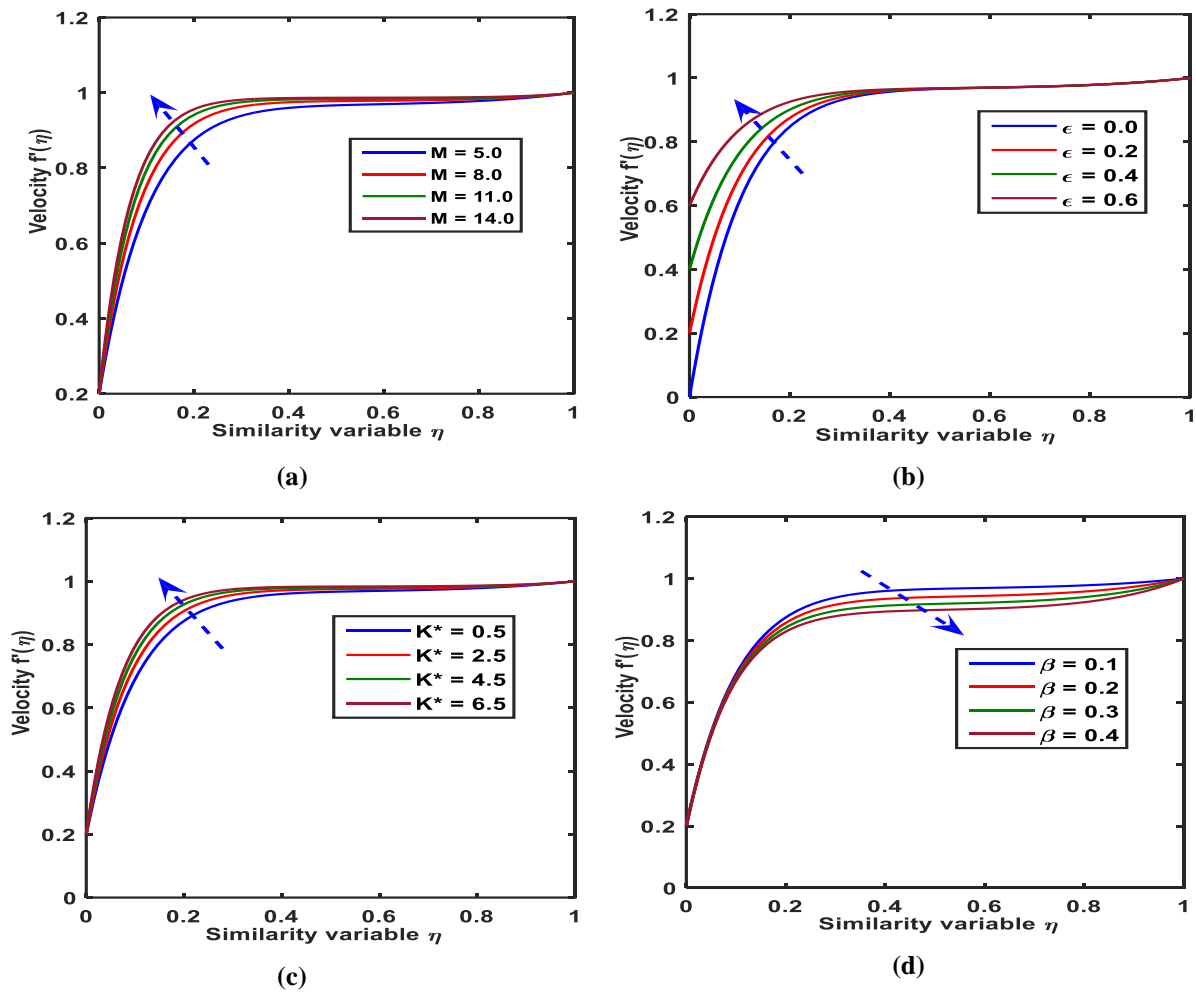 1.2
1
0.8
0.6
0.4
0.2
Velocity f'(η)
M = 5.0
M = 8.0
M = 11.0
M = 14.0
0 0.2 0.4 0.6 0.8 1
Similarity variable η
(a)
1.2
1
0.8
0.6
0.4
0.2
0
Velocity f'(η)
ϵ = 0.0
ϵ = 0.2
ϵ = 0.4
ϵ = 0.6
0 0.2 0.4 0.6 0.8 1
Similarity variable η
(b)
1.2
1
0.8
0.6
0.4
0.2
0
Velocity f'(η)
K* = 0.5
K* = 2.5
K* = 4.5
K* = 6.5
0 0.2 0.4 0.6 0.8 1
Similarity variable η
(c)
1.2
1
0.8
0.6
0.4
0.2
0
Velocity f'(η)
β = 0.1
β = 0.2
β = 0.3
β = 0.4
0 0.2 0.4 0.6 0.8 1
Similarity variable η
(d)